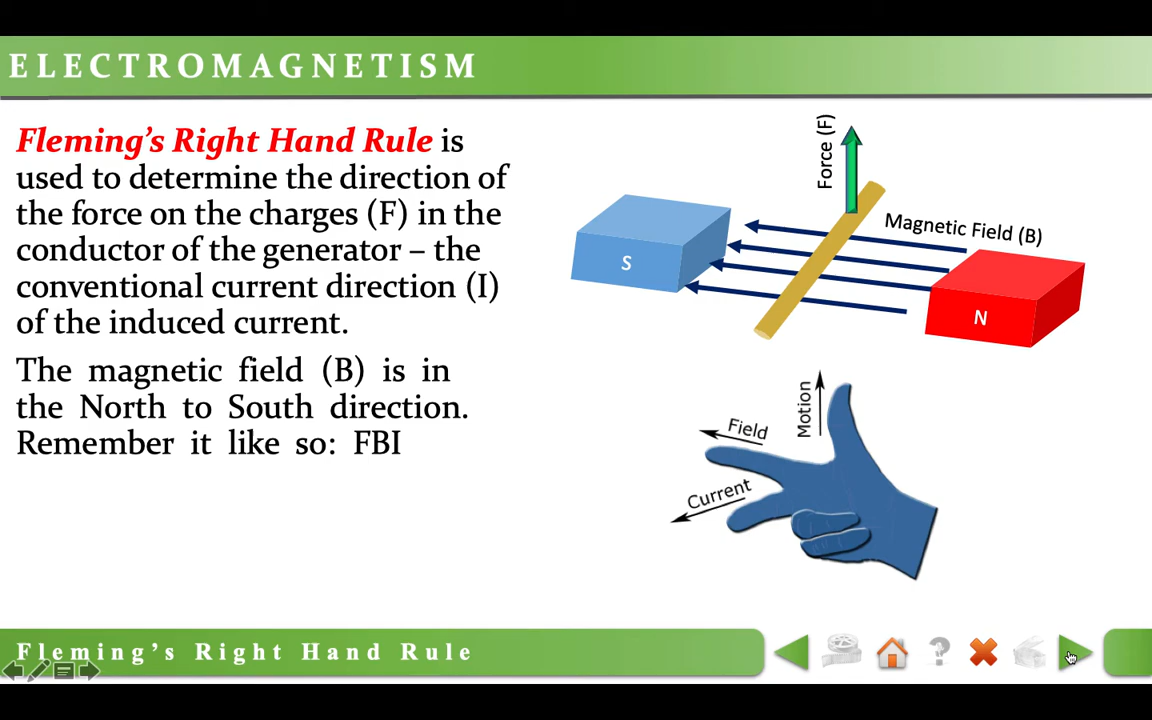 ELECTROMAGNETISM
Fleming’s Right Hand Rule is
used to determine the direction of
the force on the charges (F) in the
conductor of the generator – the
conventional current direction (I)
of the induced current.
The magnetic field (B) is in
the North to South direction.
Remember it like so: FBI
Force (F)
Magnetic Field (B)
S
N
Motion
Field
Current
Fleming’s Right Hand Rule